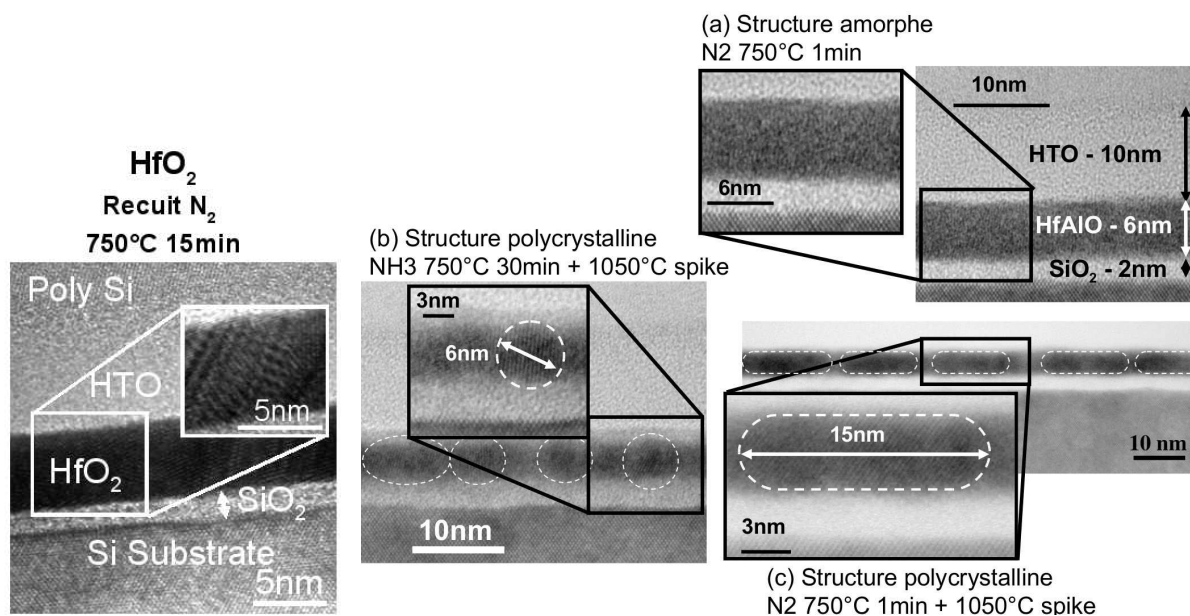 HfO₂
Recuit N₂
750°C 15min
Poly Si
HTO
5nm
HfO₂
SiO₂
Si Substrate
5nm
(b) Structure polycrystalline
NH3 750°C 30min + 1050°C spike
3nm
6nm
10nm
(a) Structure amorphe
N2 750°C 1min
6nm
10nm
HTO - 10nm
HfAlO - 6nm
SiO₂ - 2nm
15nm
3nm
10 nm
(c) Structure polycrystalline
N2 750°C 1min + 1050°C spike